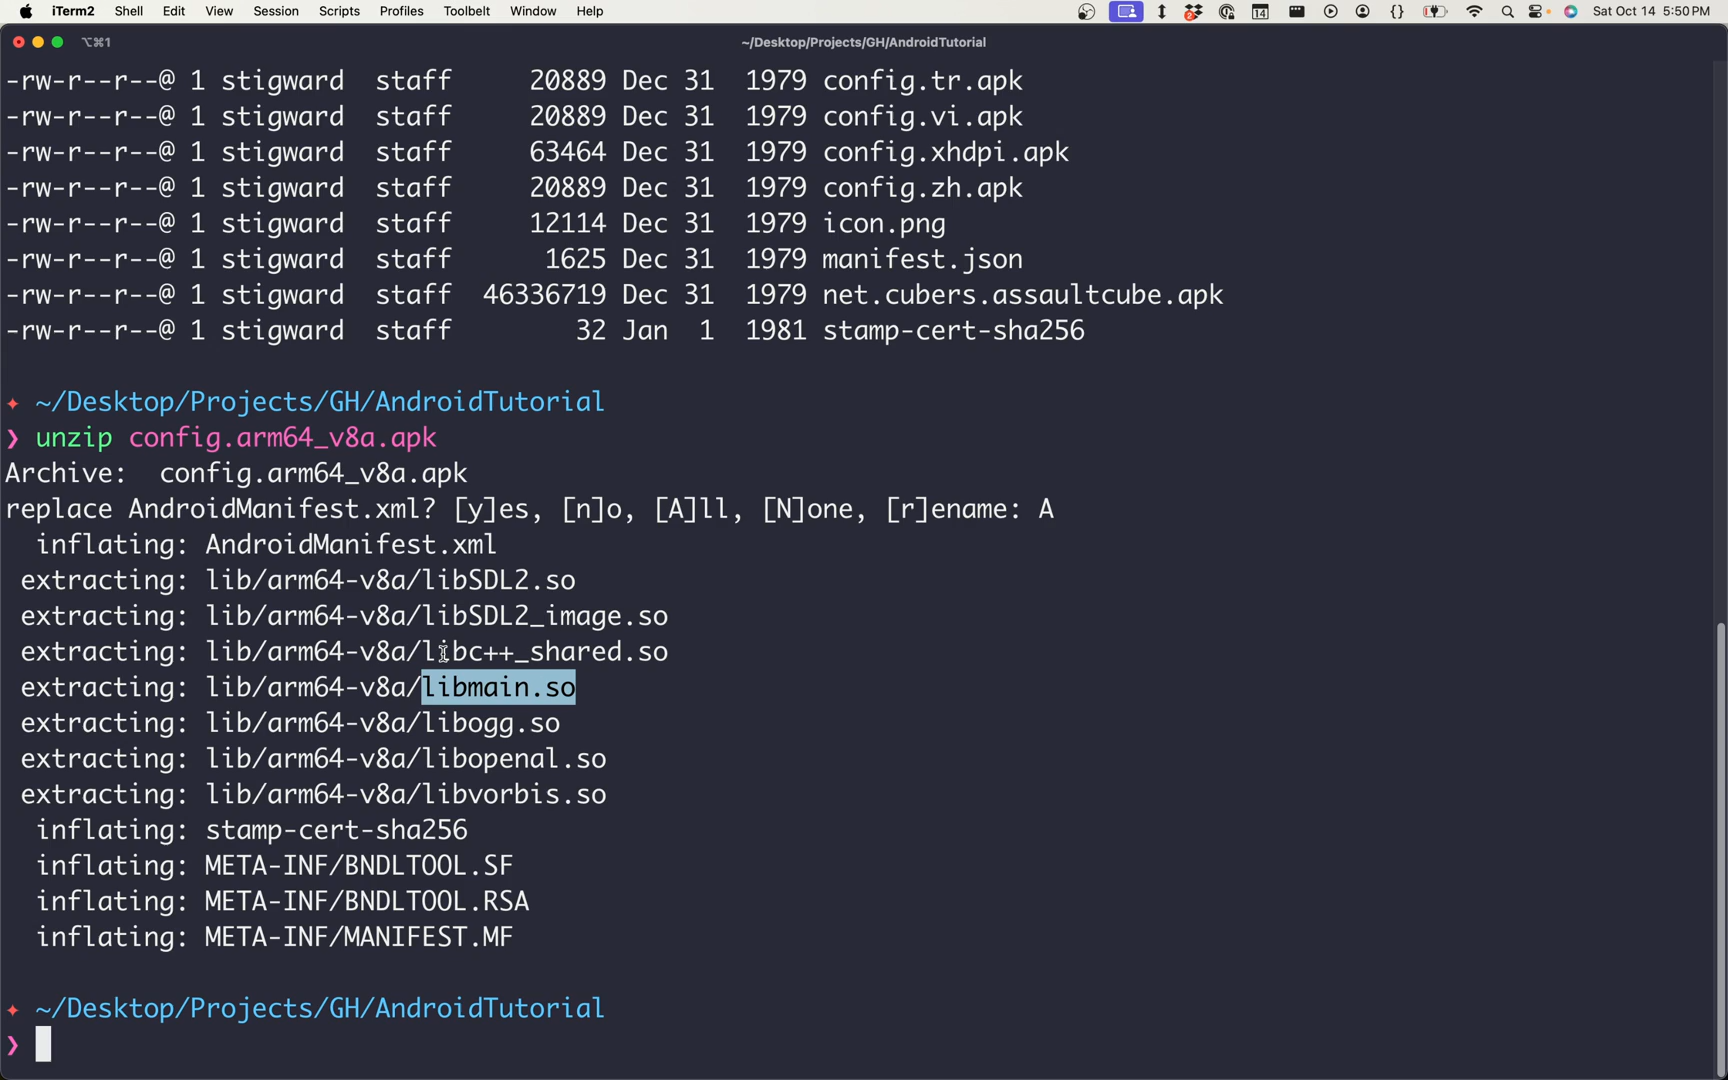 iTerm2 Shell Edit View Session Scripts Profiles Toolbelt Window Help 14 Sat Oct 14 5:50 PM
⌥⌘1 ~/Desktop/Projects/GH/AndroidTutorial
-rw-r--r--@ 1 stigward staff 20889 Dec 31 1979 config.tr.apk
-rw-r--r--@ 1 stigward staff 20889 Dec 31 1979 config.vi.apk
-rw-r--r--@ 1 stigward staff 63464 Dec 31 1979 config.xhdpi.apk
-rw-r--r--@ 1 stigward staff 20889 Dec 31 1979 config.zh.apk
-rw-r--r--@ 1 stigward staff 12114 Dec 31 1979 icon.png
-rw-r--r--@ 1 stigward staff 1625 Dec 31 1979 manifest.json
-rw-r--r--@ 1 stigward staff 46336719 Dec 31 1979 net.cubers.assaultcube.apk
-rw-r--r--@ 1 stigward staff 32 Jan 1 1981 stamp-cert-sha256
✦ ~/Desktop/Projects/GH/AndroidTutorial
❯ unzip config.arm64_v8a.apk
Archive: config.arm64_v8a.apk
replace AndroidManifest.xml? [y]es, [n]o, [A]ll, [N]one, [r]ename: A
inflating: AndroidManifest.xml
extracting: lib/arm64-v8a/libSDL2.so
extracting: lib/arm64-v8a/libSDL2_image.so
extracting: lib/arm64-v8a/libc++_shared.so
extracting: lib/arm64-v8a/libmain.so
extracting: lib/arm64-v8a/libogg.so
extracting: lib/arm64-v8a/libopenal.so
extracting: lib/arm64-v8a/libvorbis.so
inflating: stamp-cert-sha256
inflating: META-INF/BNDLTOOL.SF
inflating: META-INF/BNDLTOOL.RSA
inflating: META-INF/MANIFEST.MF
✦ ~/Desktop/Projects/GH/AndroidTutorial
❯